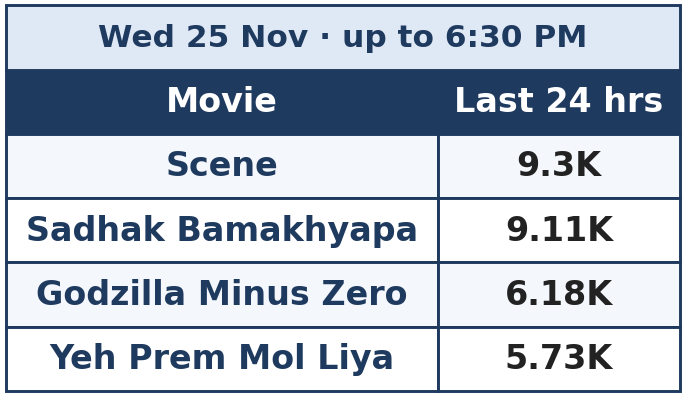 Wed 25 Nov · up to 6:30 PM
Movie Last 24 hrs
Scene 9.3K
Sadhak Bamakhyapa 9.11K
Godzilla Minus Zero 6.18K
Yeh Prem Mol Liya 5.73K